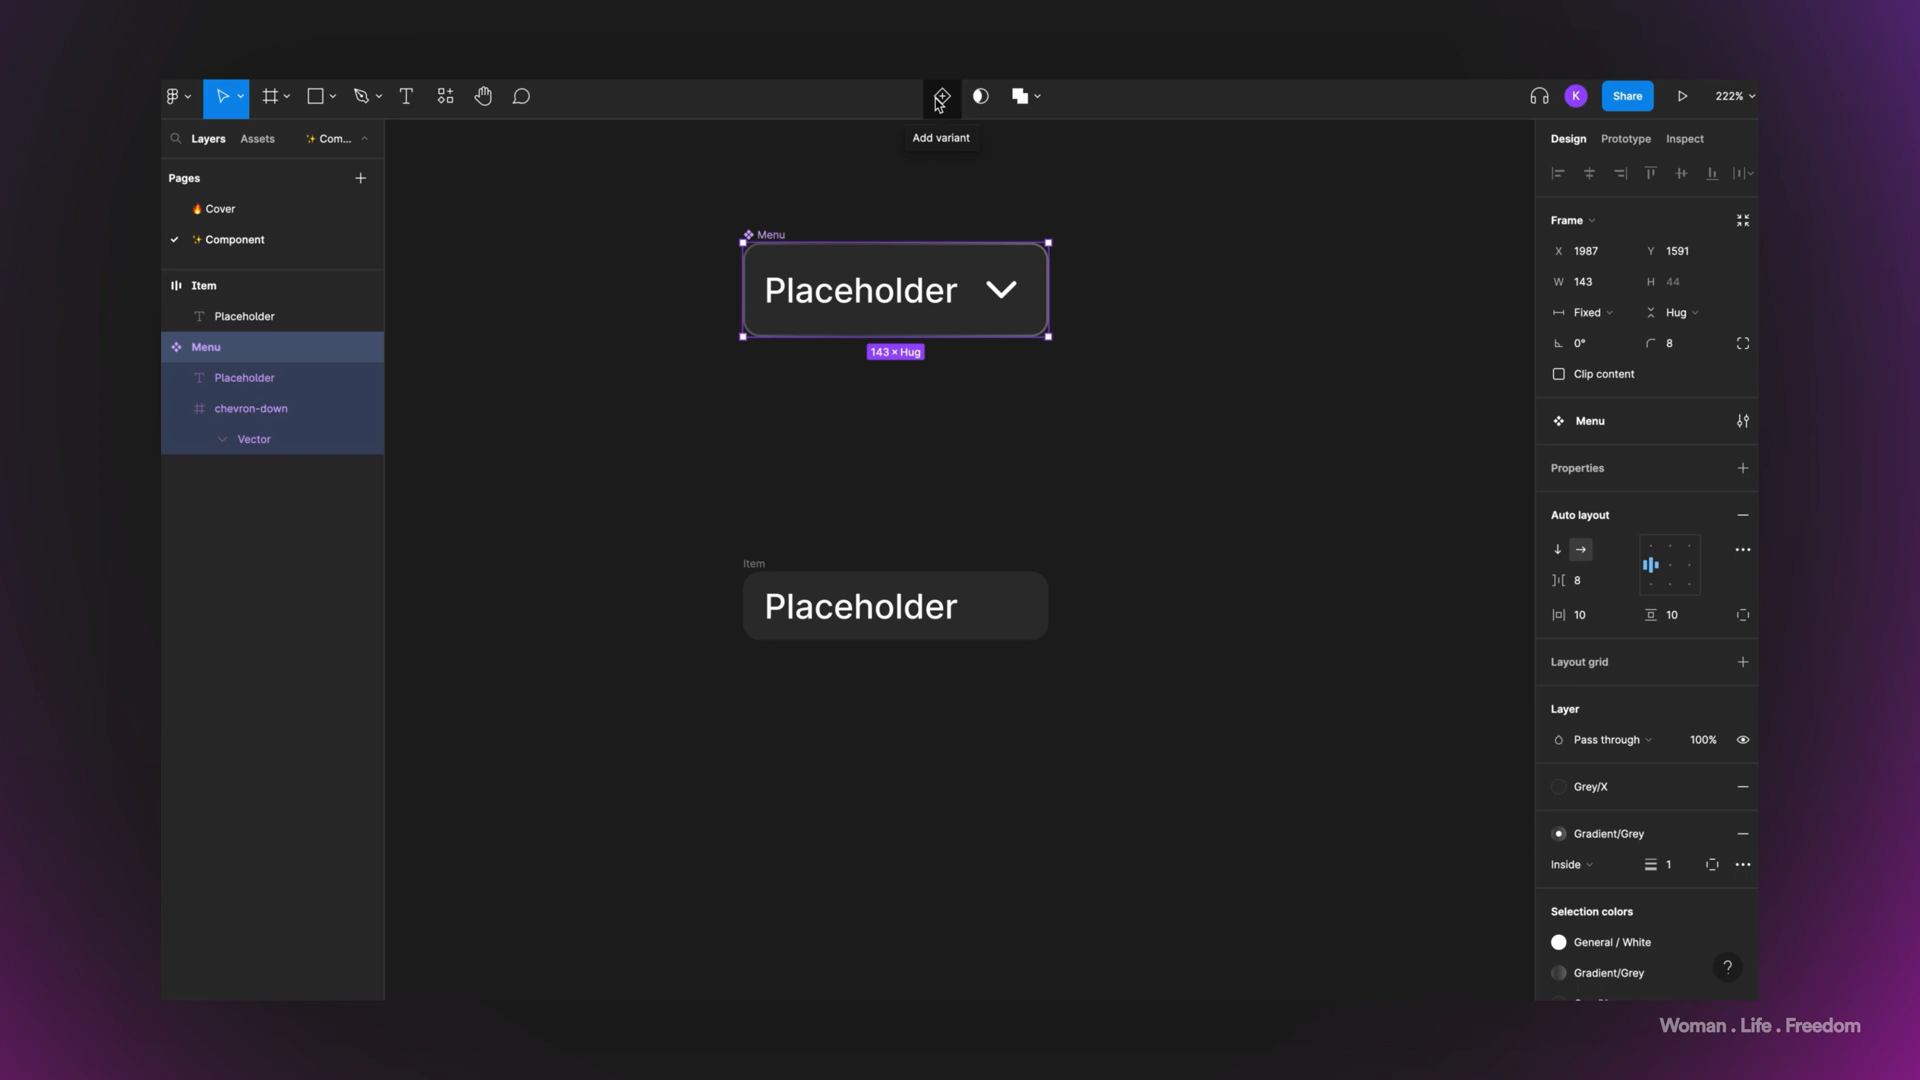 K
Share
222%
Layers
Assets
✨ Com...
Add variant
Design
Prototype
Inspect
Pages
🔥 Cover
✨ Component
Item
Placeholder
Menu
Placeholder
chevron-down
Vector
Menu
Placeholder
143 × Hug
Item
Placeholder
Frame
X 1987
Y 1591
W 143
H 44
Fixed
Hug
0°
8
Clip content
Menu
Properties
Auto layout
8
10
10
Layout grid
Layer
Pass through
100%
Grey/X
Gradient/Grey
Inside
1
Selection colors
General / White
Gradient/Grey
?
Woman . Life . Freedom